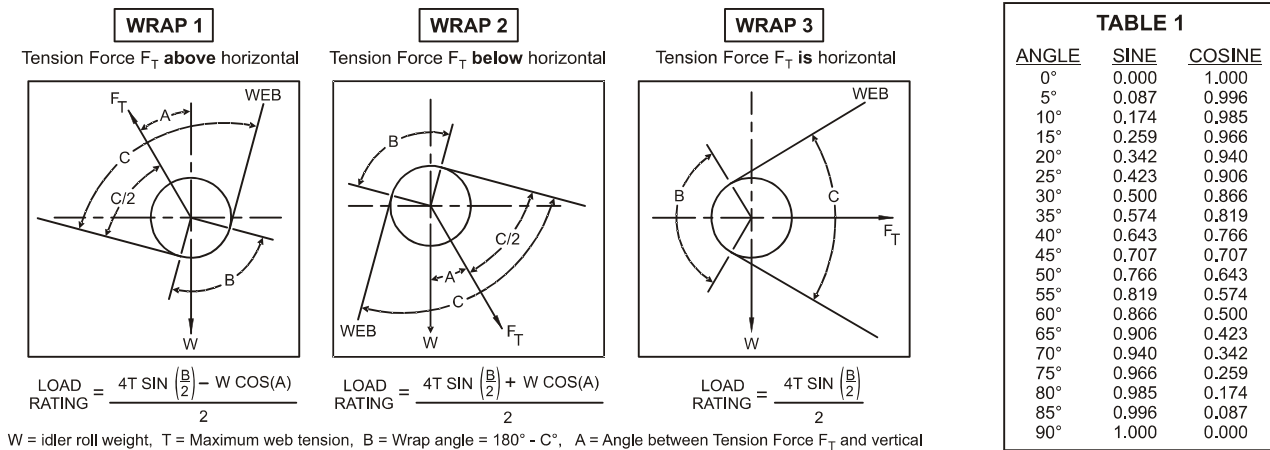 WRAP 1
Tension Force FT above horizontal
FT
A
WEB
C
C/2
B
W
LOAD RATING = 4T SIN (B/2) – W COS(A) / 2
WRAP 2
Tension Force FT below horizontal
B
C/2
A
C
WEB
FT
W
LOAD RATING = 4T SIN (B/2) + W COS(A) / 2
WRAP 3
Tension Force FT is horizontal
WEB
B
C
FT
W
LOAD RATING = 4T SIN (B/2) / 2
W = idler roll weight, T = Maximum web tension, B = Wrap angle = 180° - C°, A = Angle between Tension Force FT and vertical
TABLE 1
ANGLE SINE COSINE
0° 0.000 1.000
5° 0.087 0.996
10° 0.174 0.985
15° 0.259 0.966
20° 0.342 0.940
25° 0.423 0.906
30° 0.500 0.866
35° 0.574 0.819
40° 0.643 0.766
45° 0.707 0.707
50° 0.766 0.643
55° 0.819 0.574
60° 0.866 0.500
65° 0.906 0.423
70° 0.940 0.342
75° 0.966 0.259
80° 0.985 0.174
85° 0.996 0.087
90° 1.000 0.000